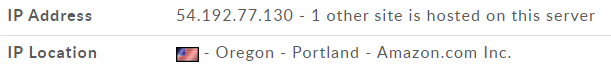 IP Address 54.192.77.130 - 1 other site is hosted on this server
IP Location - Oregon - Portland - Amazon.com Inc.